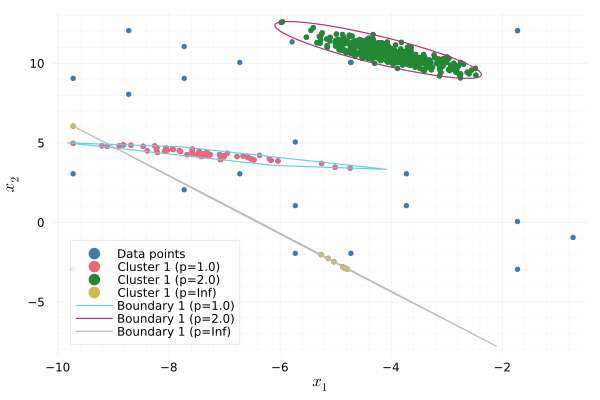 10
5
0
−5
x₂
Data points
Cluster 1 (p=1.0)
Cluster 1 (p=2.0)
Cluster 1 (p=Inf)
Boundary 1 (p=1.0)
Boundary 1 (p=2.0)
Boundary 1 (p=Inf)
−10 −8 −6 −4 −2
x₁